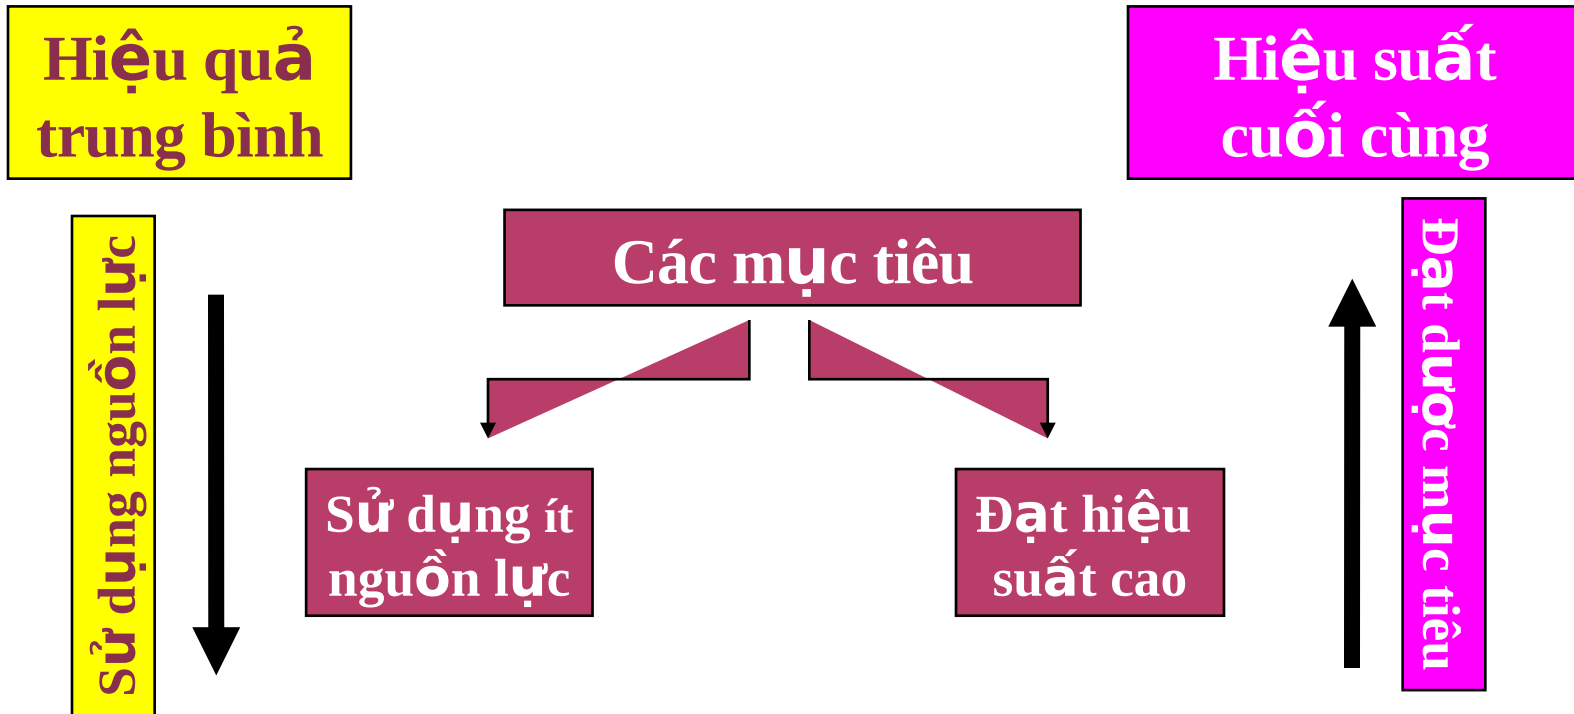 Hiệu quả
trung bình
Hiệu suất
cuối cùng
Sử dụng nguồn lực
Các mục tiêu
Đạt dược mục tiêu
Sử dụng ít
nguồn lực
Đạt hiệu
suất cao